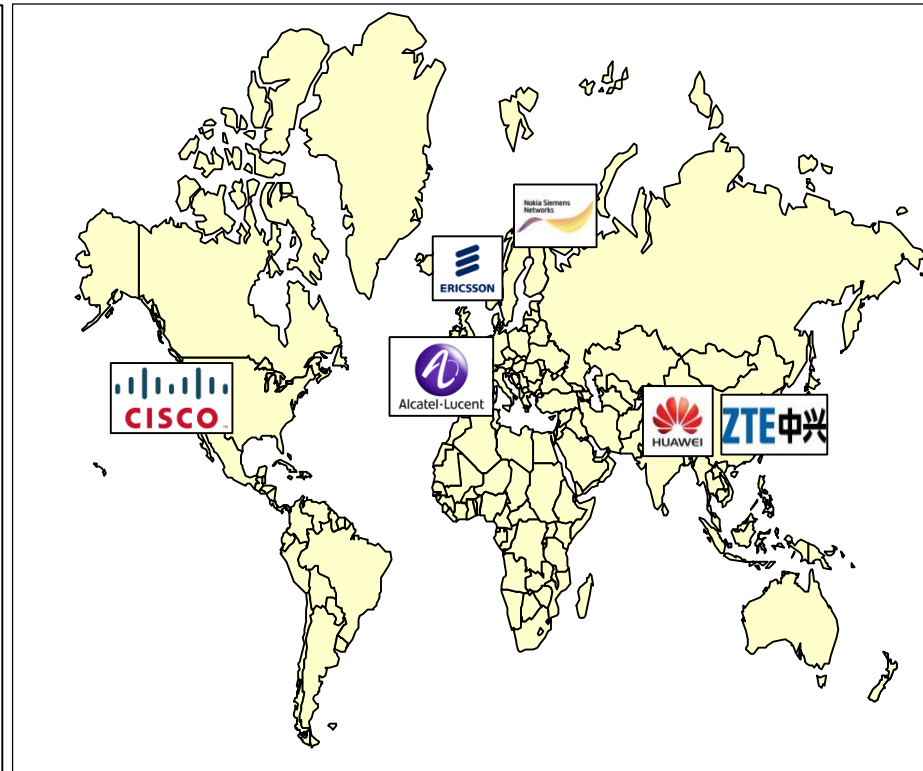 Nokia Siemens
Networks
ERICSSON
Alcatel·Lucent
CISCO
HUAWEI
ZTE中兴